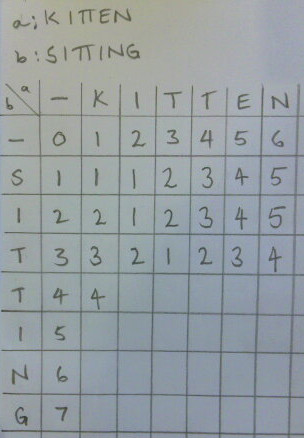 a: KITTEN
b: SITTING
b\a – K I T T E N
– 0 1 2 3 4 5 6
S 1 1 1 2 3 4 5
I 2 2 1 2 3 4 5
T 3 3 2 1 2 3 4
T 4 4
I 5
N 6
G 7